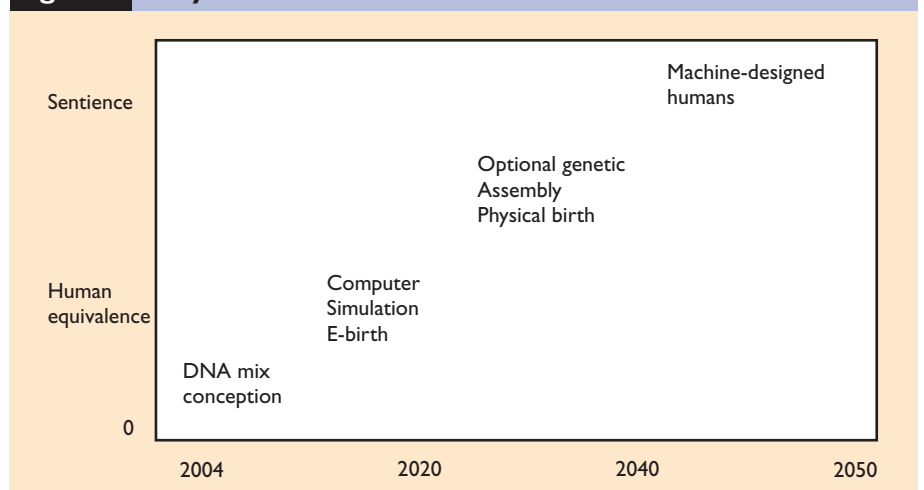 Machine-designed
humans
Sentience
Optional genetic
Assembly
Physical birth
Computer
Simulation
E-birth
Human
equivalence
DNA mix
conception
0
2004
2020
2040
2050